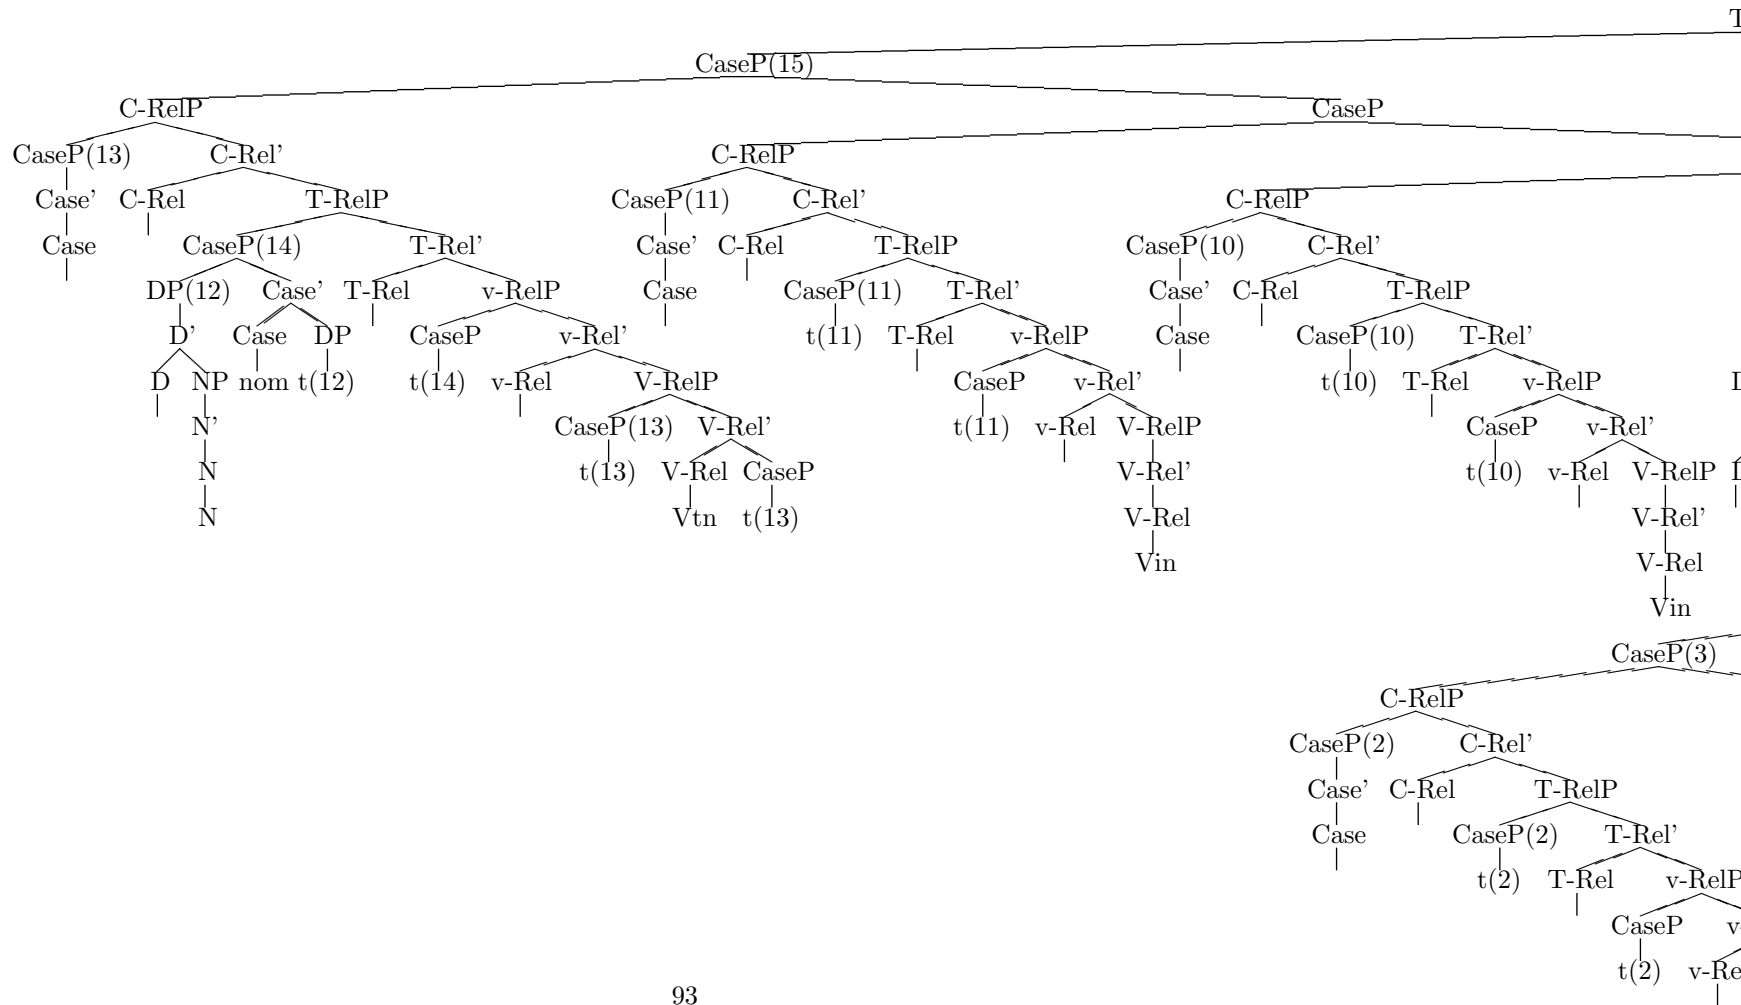 T
CaseP(15)
C-RelP CaseP
CaseP(13) C-Rel' C-RelP
Case' C-Rel T-RelP CaseP(11) C-Rel' C-RelP
Case CaseP(14) T-Rel' Case' C-Rel T-RelP CaseP(10) C-Rel'
DP(12) Case' T-Rel v-RelP Case CaseP(11) T-Rel' Case' C-Rel T-RelP
D' Case DP CaseP v-Rel' t(11) T-Rel v-RelP Case CaseP(10) T-Rel'
D NP nom t(12) t(14) v-Rel V-RelP CaseP v-Rel' t(10) T-Rel v-RelP
N' CaseP(13) V-Rel' t(11) v-Rel V-RelP CaseP v-Rel'
N t(13) V-Rel CaseP V-Rel' t(10) v-Rel V-RelP
N Vtn t(13) V-Rel V-Rel'
Vin V-Rel
Vin
CaseP(3)
C-RelP
CaseP(2) C-Rel'
Case' C-Rel T-RelP
Case CaseP(2) T-Rel'
t(2) T-Rel v-RelP
CaseP v-
t(2) v-Re
93